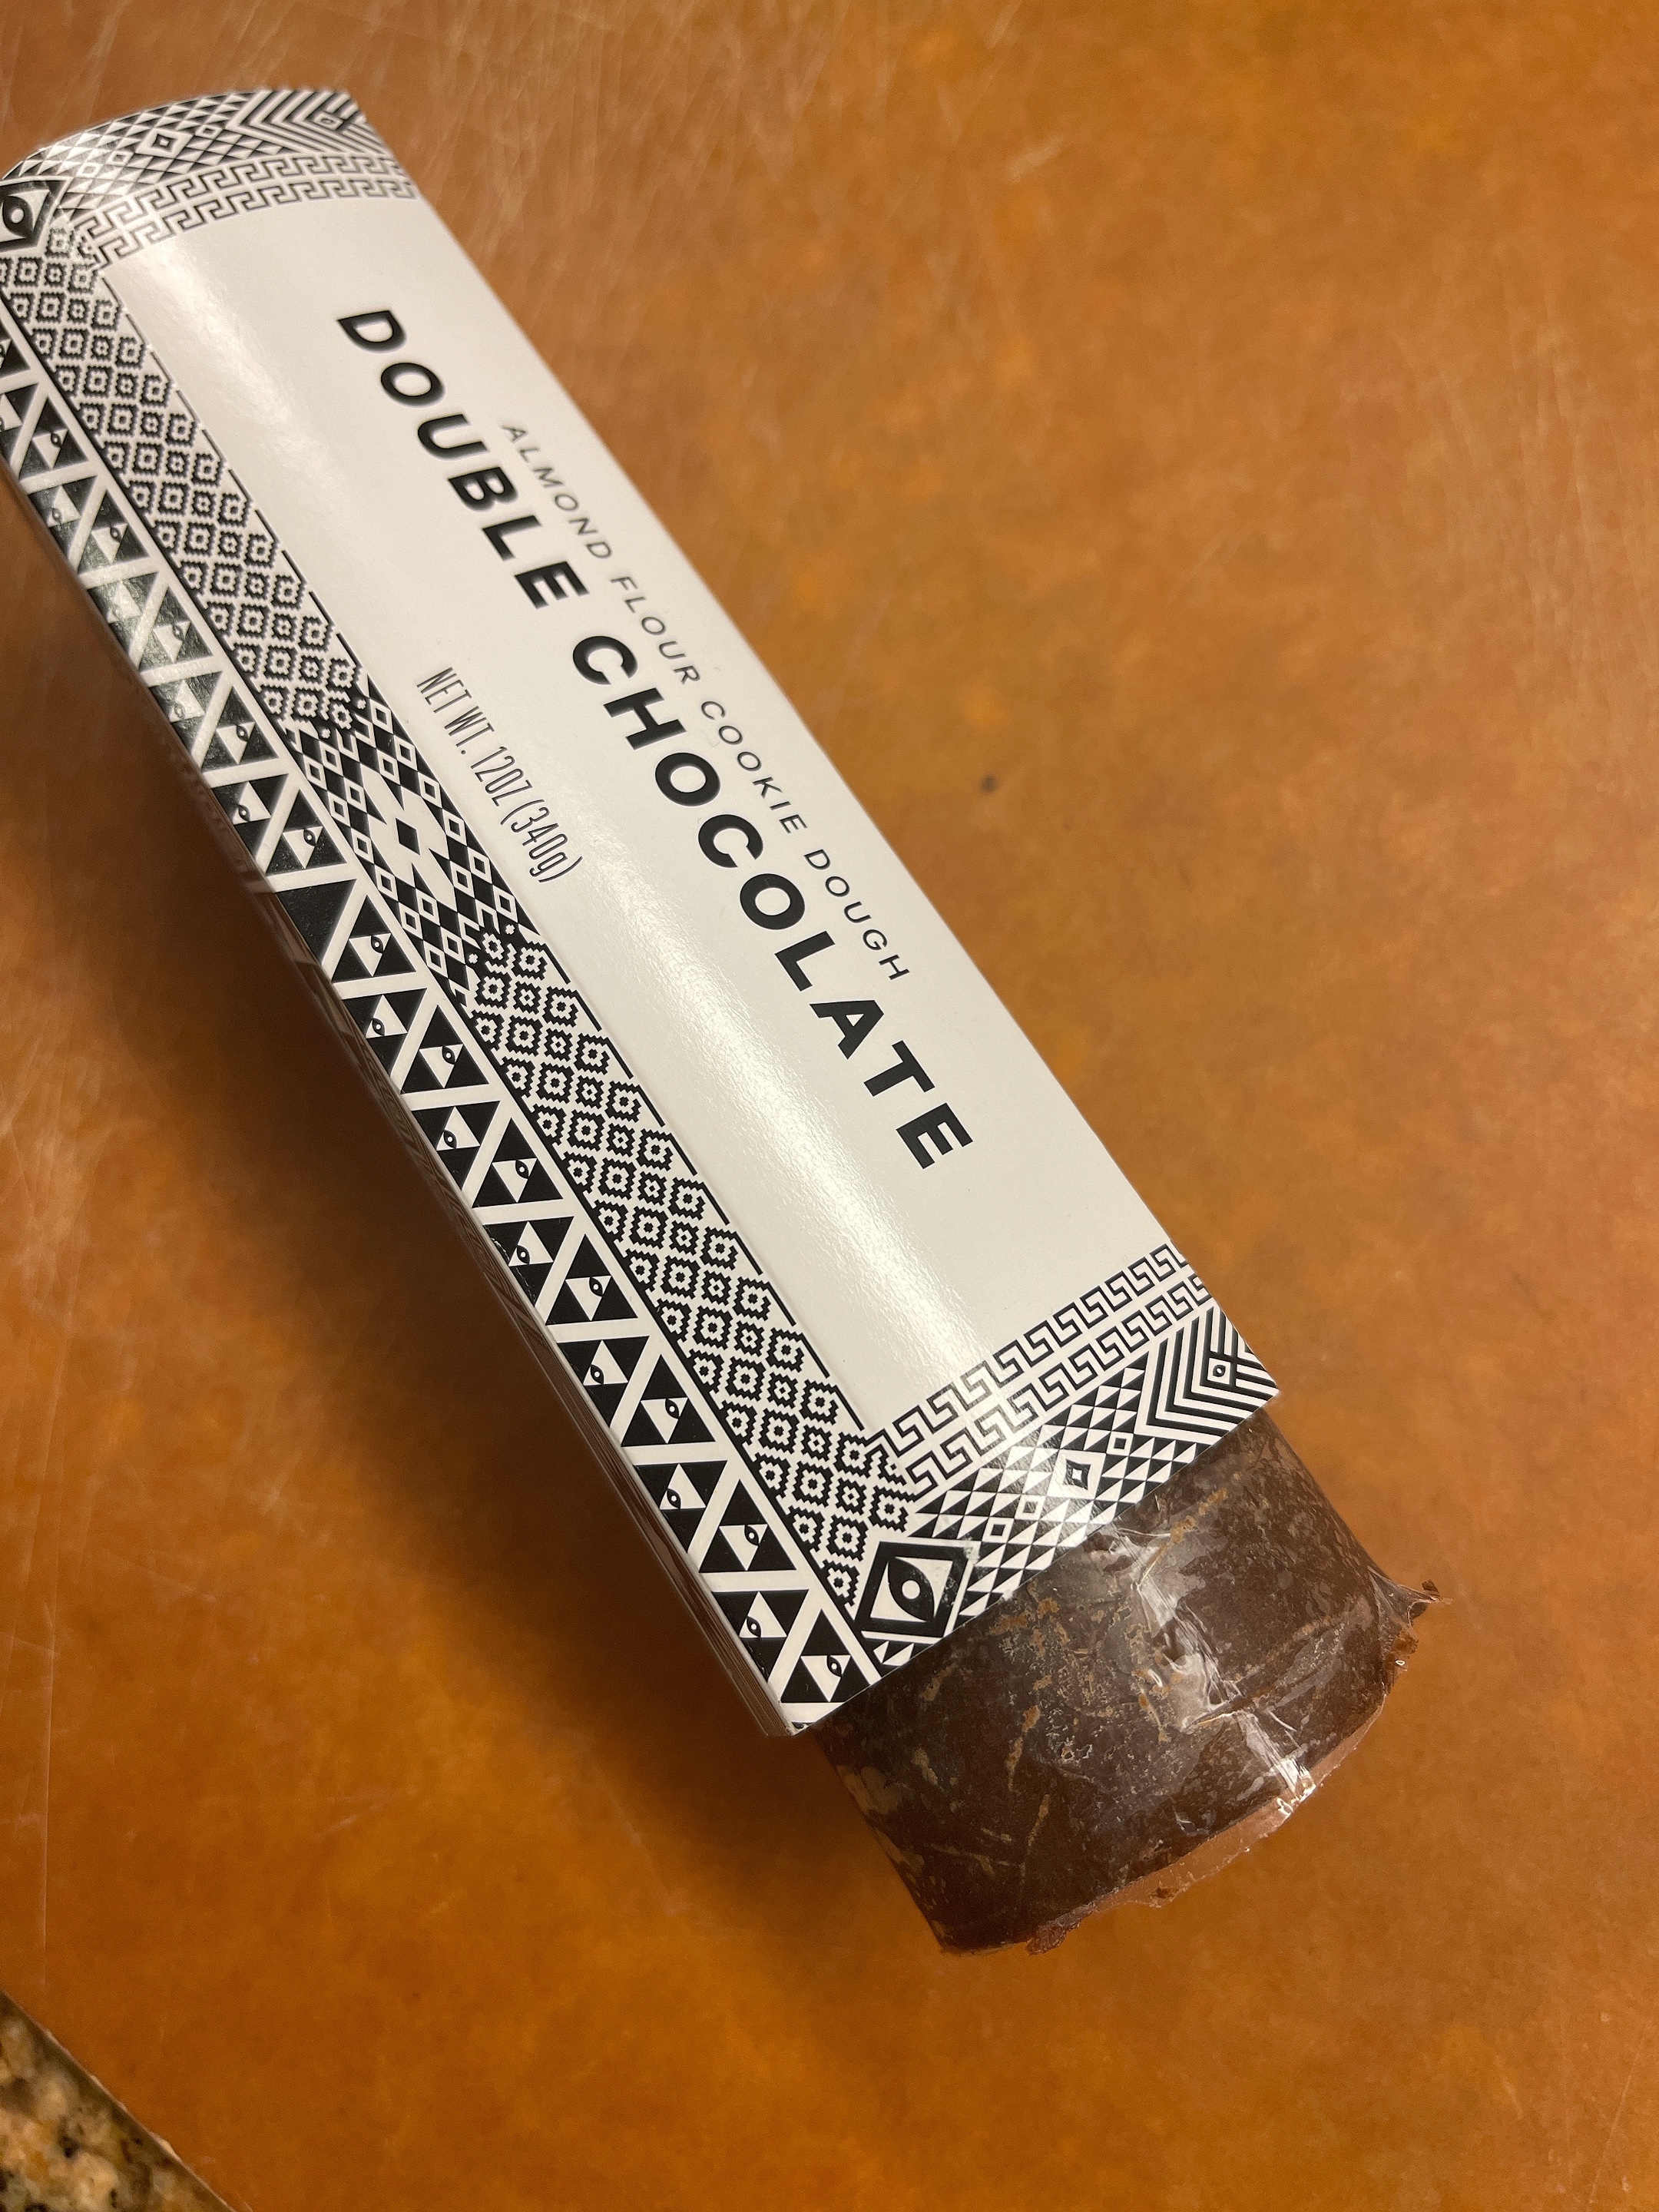 ALMOND FLOUR COOKIE DOUGH
DOUBLE CHOCOLATE
NET WT. 12OZ (340g)